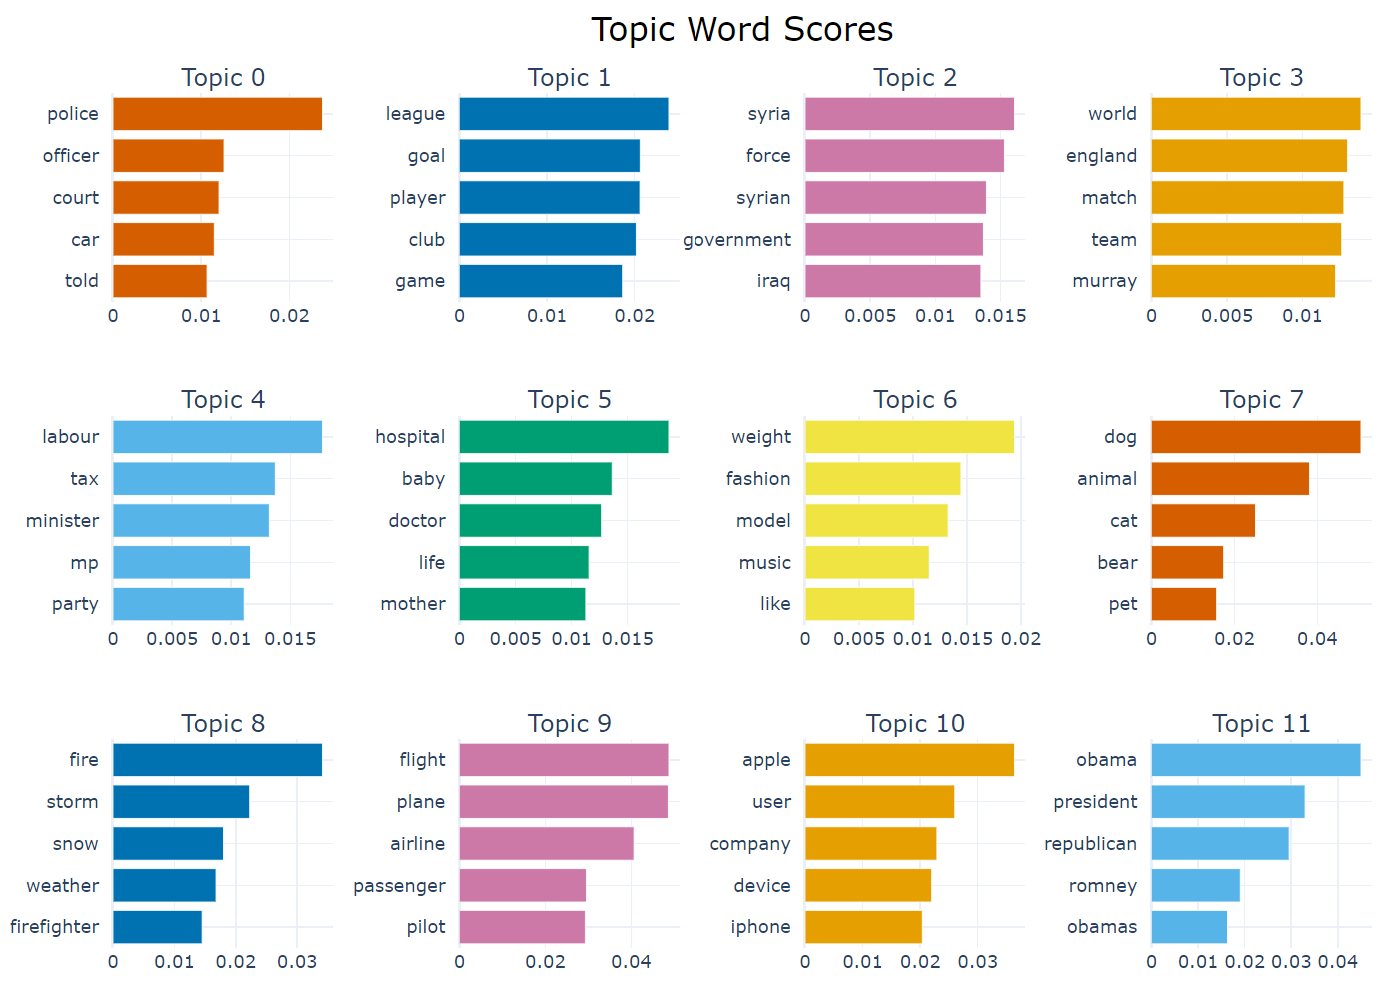 Topic Word Scores
Topic 0
police
officer
court
car
told
0 0.01 0.02
Topic 1
league
goal
player
club
game
0 0.01 0.02
Topic 2
syria
force
syrian
government
iraq
0 0.005 0.01 0.015
Topic 3
world
england
match
team
murray
0 0.005 0.01
Topic 4
labour
tax
minister
mp
party
0 0.005 0.01 0.015
Topic 5
hospital
baby
doctor
life
mother
0 0.005 0.01 0.015
Topic 6
weight
fashion
model
music
like
0 0.005 0.01 0.015 0.02
Topic 7
dog
animal
cat
bear
pet
0 0.02 0.04
Topic 8
fire
storm
snow
weather
firefighter
0 0.01 0.02 0.03
Topic 9
flight
plane
airline
passenger
pilot
0 0.02 0.04
Topic 10
apple
user
company
device
iphone
0 0.01 0.02 0.03
Topic 11
obama
president
republican
romney
obamas
0 0.01 0.02 0.03 0.04